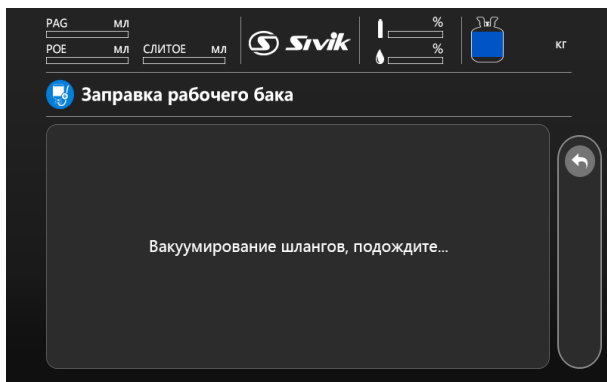 PAG мл
POE мл СЛИТОЕ мл
Sivik
%
%
кг
Заправка рабочего бака
Вакуумирование шлангов, подождите...